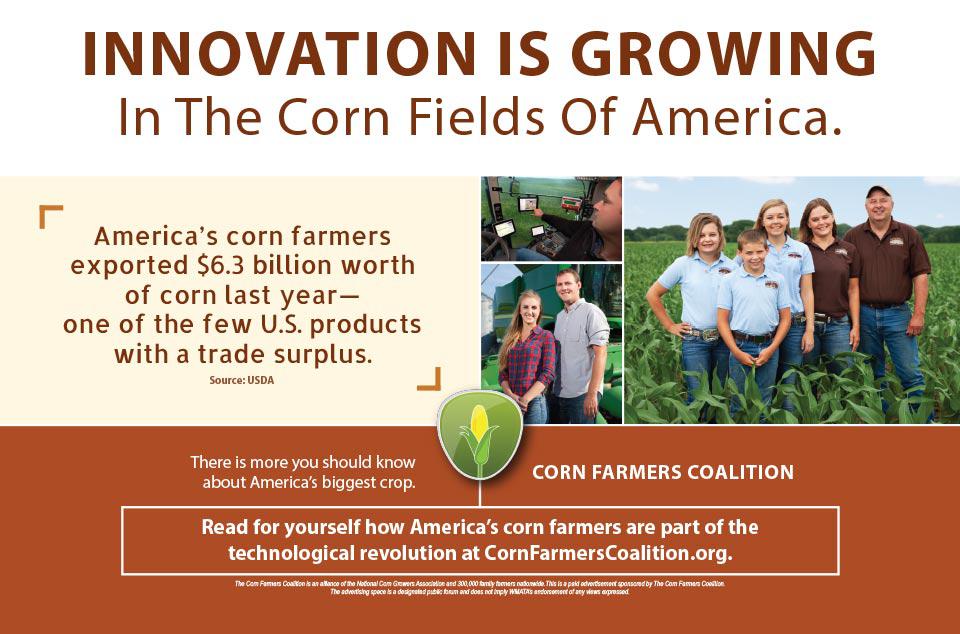 INNOVATION IS GROWING
In The Corn Fields Of America.
America's corn farmers
exported $6.3 billion worth
of corn last year—
one of the few U.S. products
with a trade surplus.
Source: USDA
There is more you should know
about America's biggest crop.
CORN FARMERS COALITION
Read for yourself how America's corn farmers are part of the
technological revolution at CornFarmersCoalition.org.
The Corn Farmers Coalition is an alliance of the National Corn Growers Association and 300,000 family farmers nationwide. This is a paid advertisement sponsored by The Corn Farmers Coalition.
The advertising space is a designated public forum and does not imply WMATA's endorsement of any views expressed.